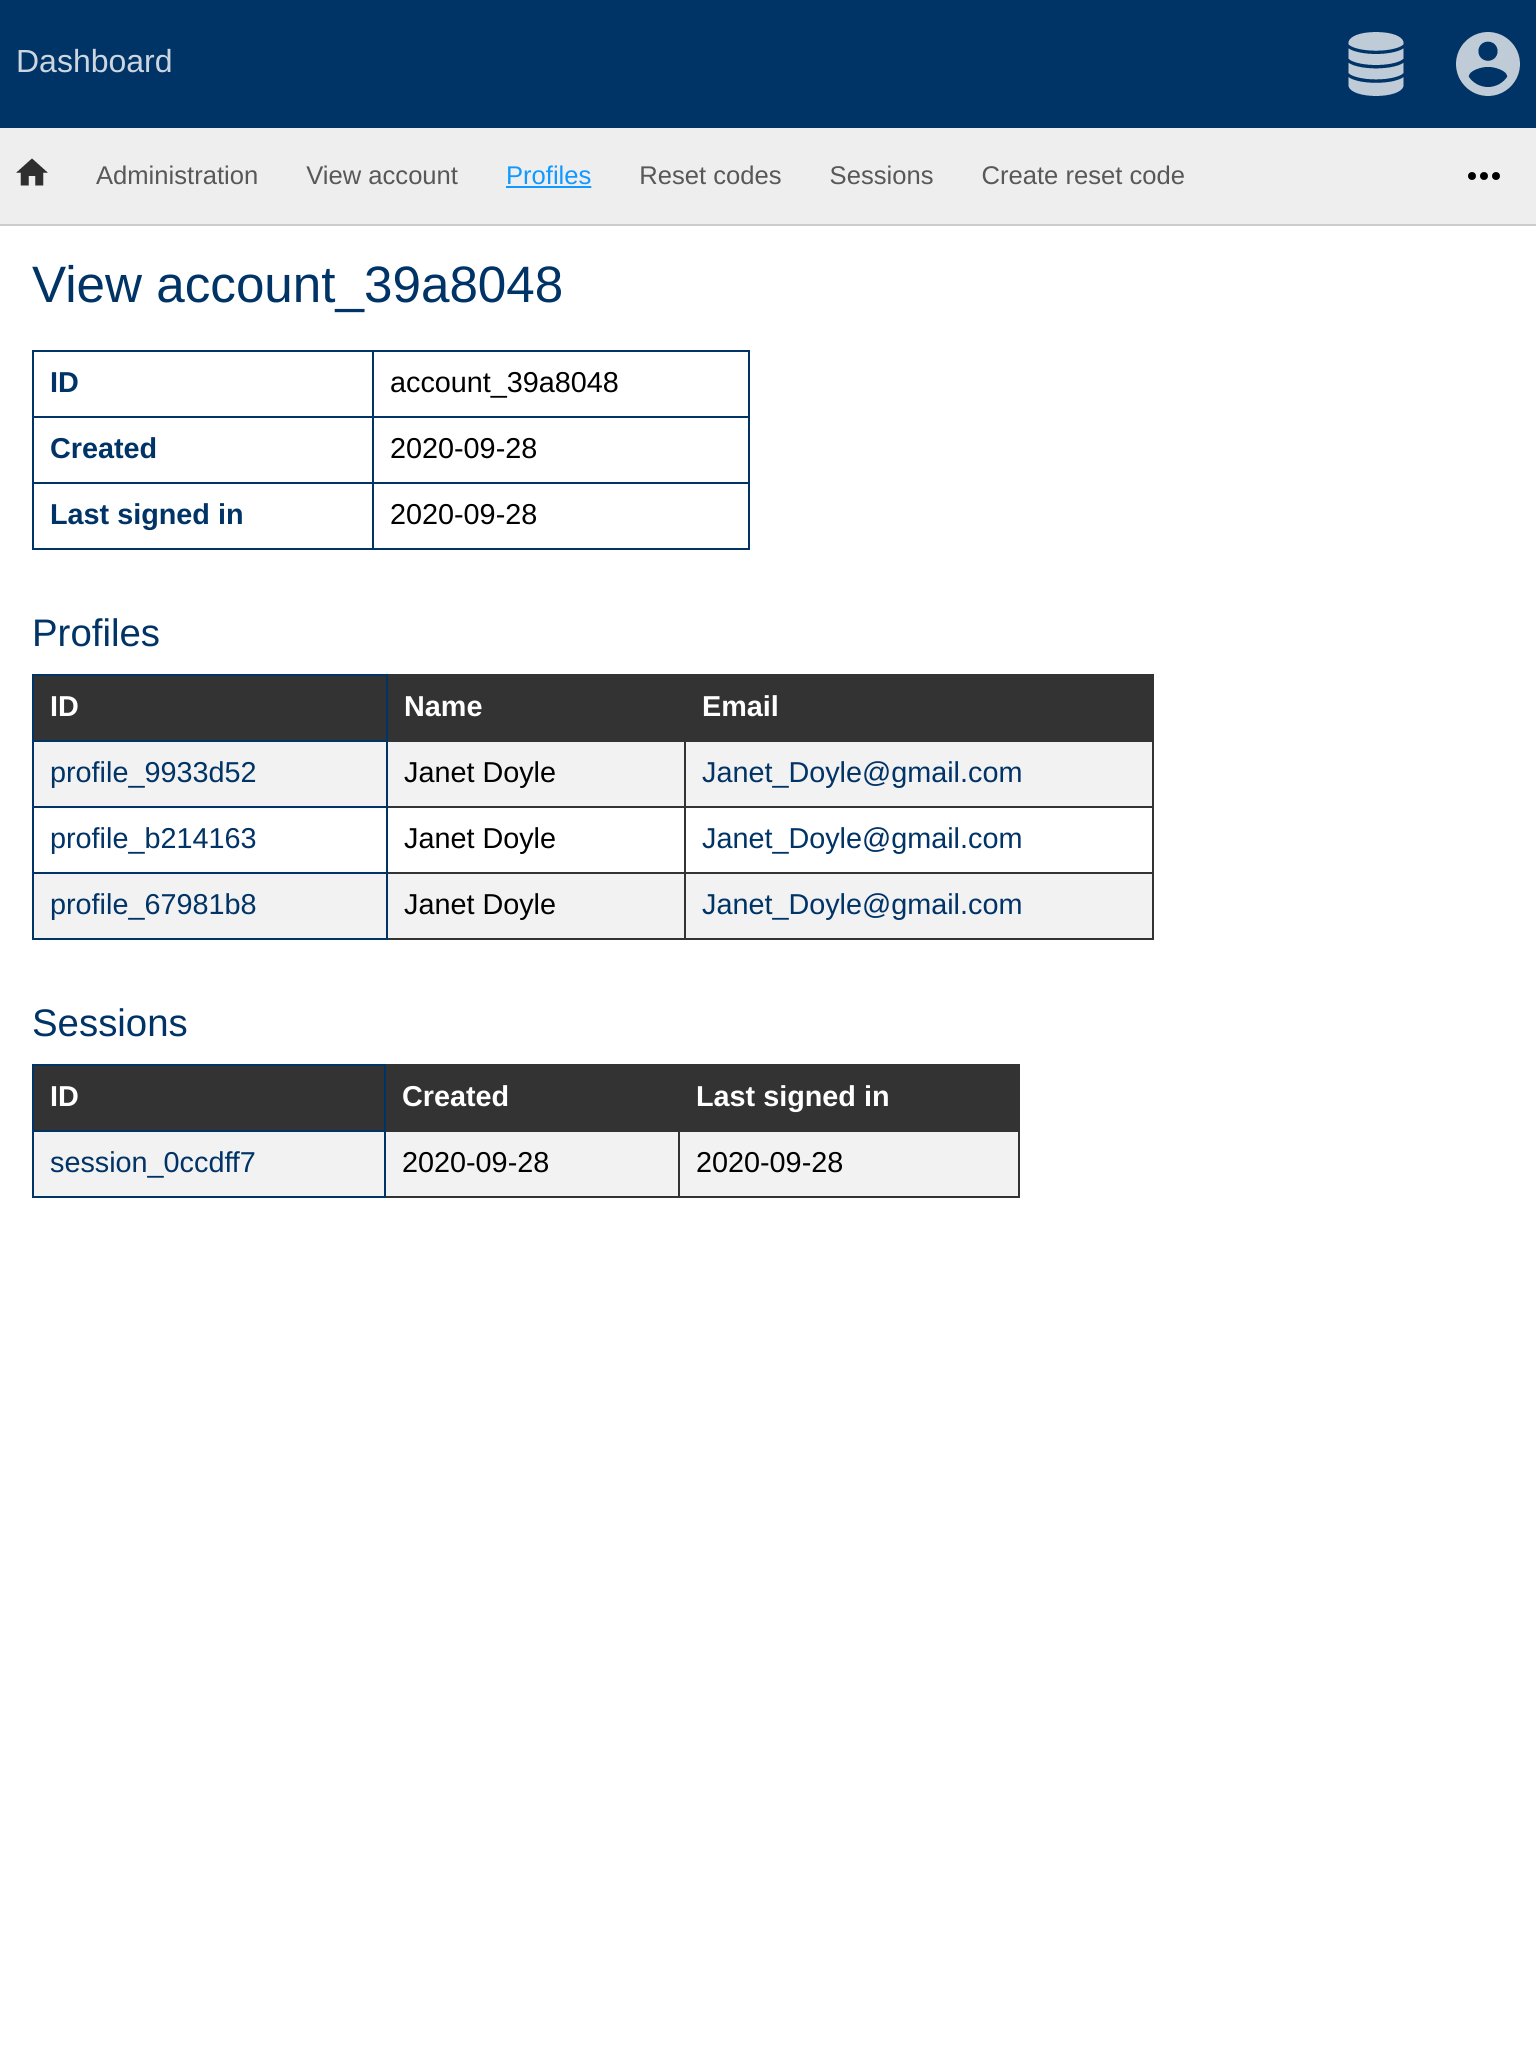 Dashboard
Administration View account Profiles Reset codes Sessions Create reset code
View account_39a8048
ID account_39a8048
Created 2020-09-28
Last signed in 2020-09-28
Profiles
ID Name Email
profile_9933d52 Janet Doyle Janet_Doyle@gmail.com
profile_b214163 Janet Doyle Janet_Doyle@gmail.com
profile_67981b8 Janet Doyle Janet_Doyle@gmail.com
Sessions
ID Created Last signed in
session_0ccdff7 2020-09-28 2020-09-28